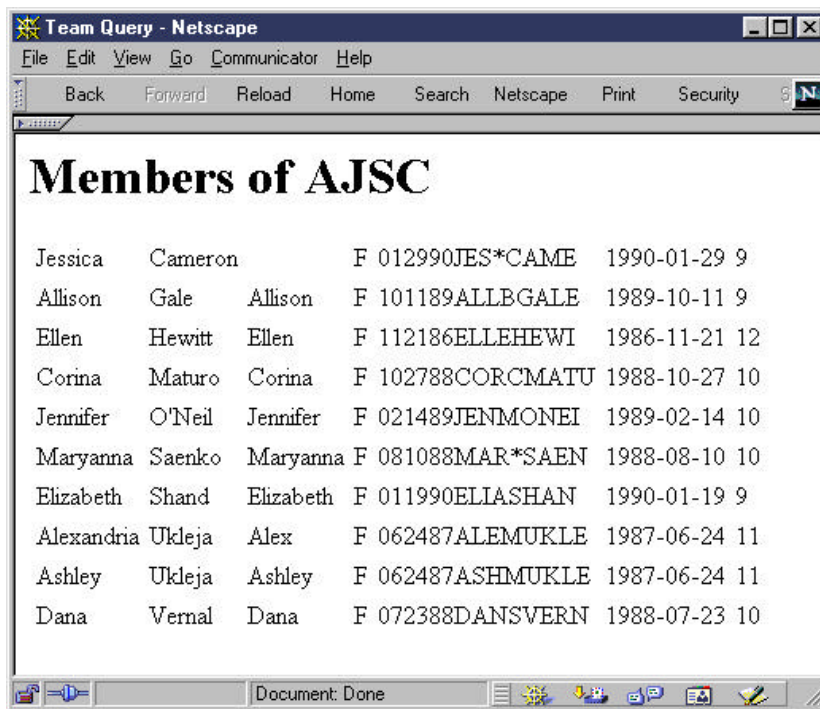 Team Query - Netscape
File Edit View Go Communicator Help
Back Forward Reload Home Search Netscape Print Security S N
Members of AJSC
Jessica Cameron F 012990JES*CAME 1990-01-29 9
Allison Gale Allison F 101189ALLBGALE 1989-10-11 9
Ellen Hewitt Ellen F 112186ELLEHEWI 1986-11-21 12
Corina Maturo Corina F 102788CORCMATU 1988-10-27 10
Jennifer O'Neil Jennifer F 021489JENMONEI 1989-02-14 10
Maryanna Saenko Maryanna F 081088MAR*SAEN 1988-08-10 10
Elizabeth Shand Elizabeth F 011990ELIASHAN 1990-01-19 9
Alexandria Ukleja Alex F 062487ALEMUKLE 1987-06-24 11
Ashley Ukleja Ashley F 062487ASHMUKLE 1987-06-24 11
Dana Vernal Dana F 072388DANSVERN 1988-07-23 10
Document: Done